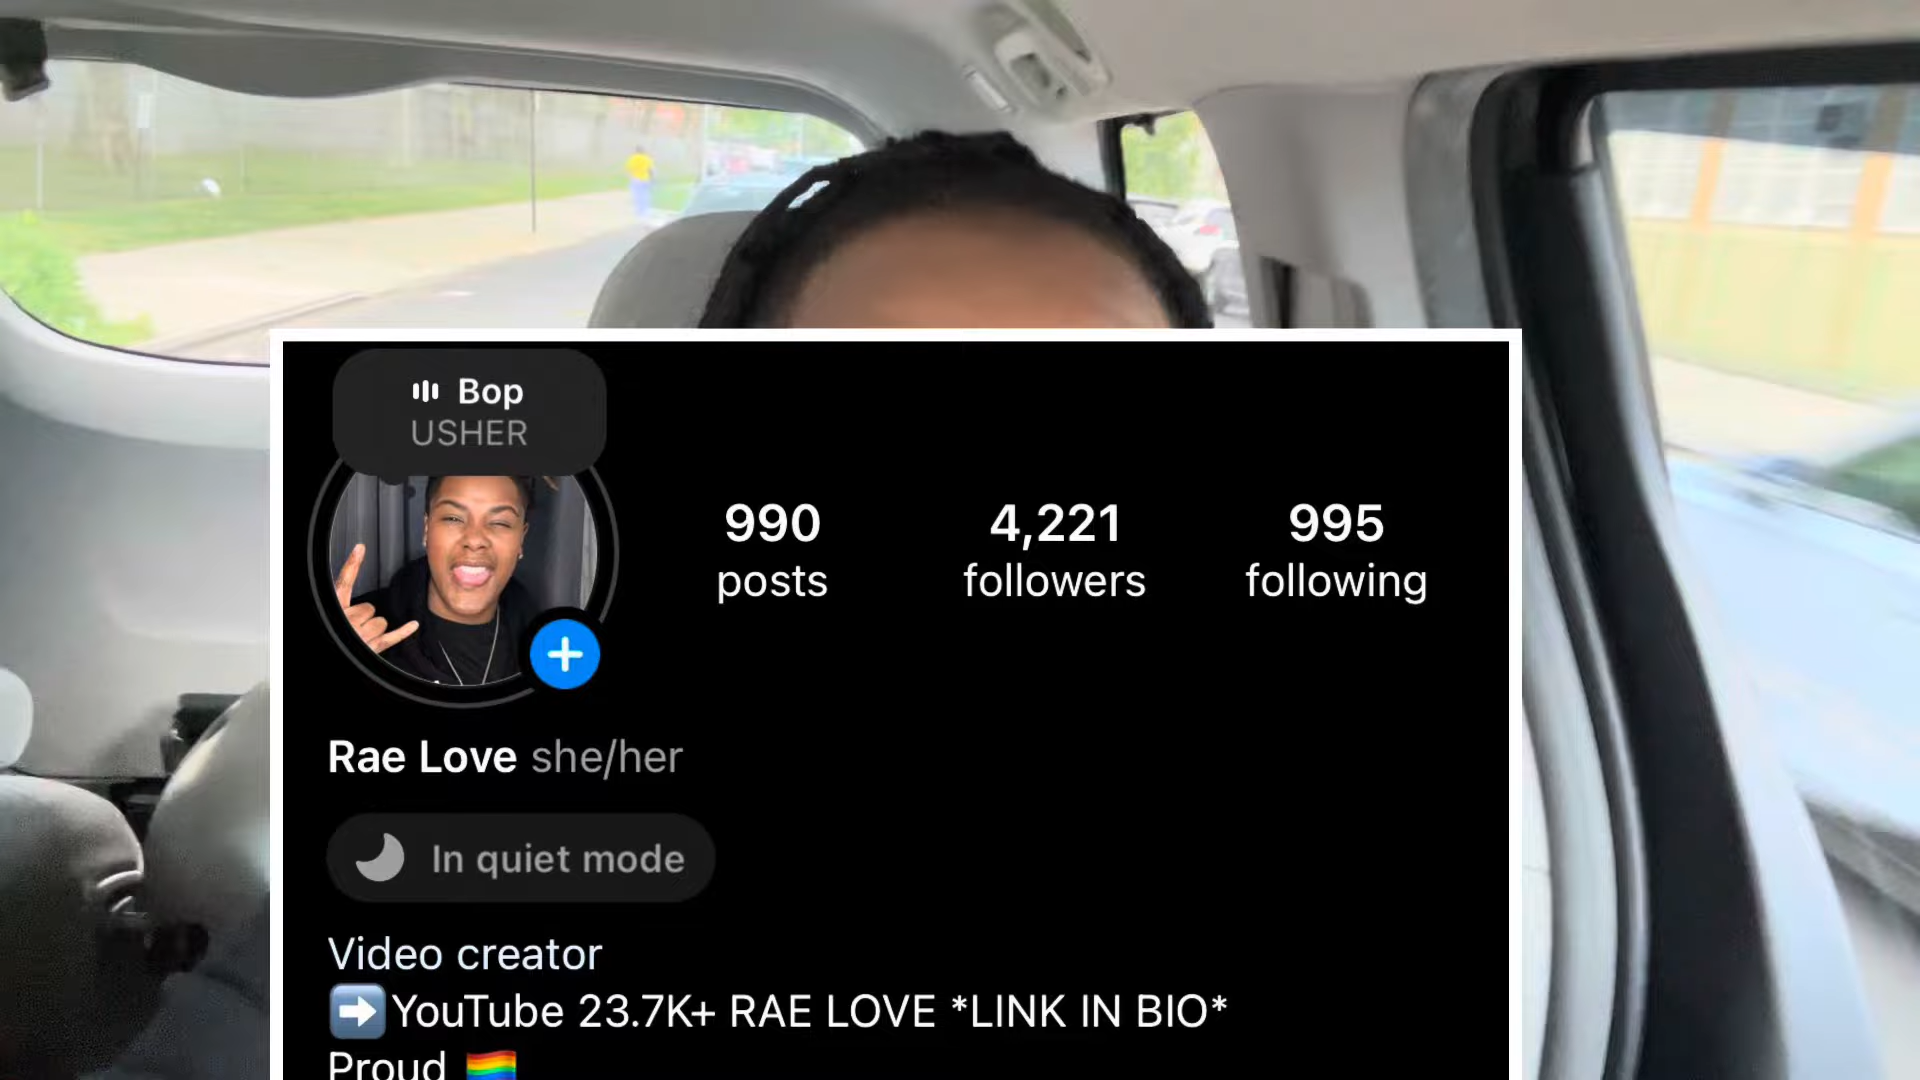 Bop
USHER
990 4,221 995
posts followers following
Rae Love she/her
In quiet mode
Video creator
➡️YouTube 23.7K+ RAE LOVE *LINK IN BIO*
Proud 🏳️‍🌈